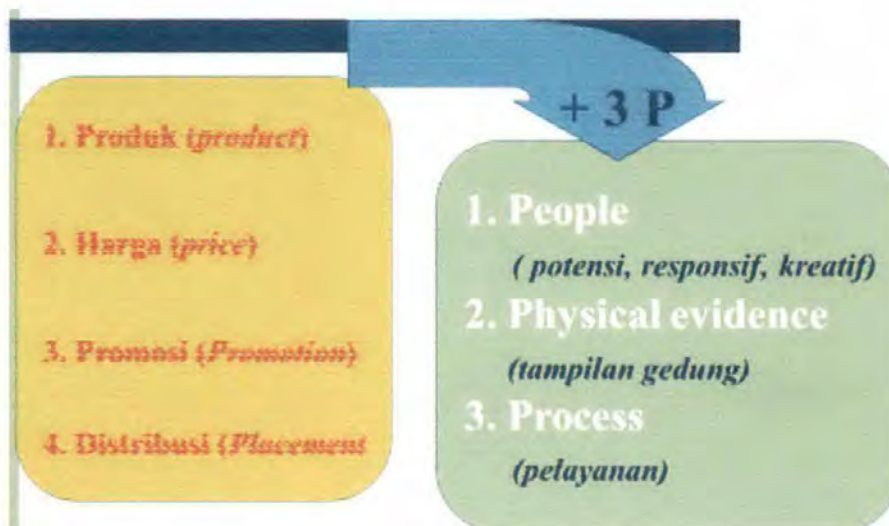 1. Produk (product)
2. Harga (price)
3. Promosi (Promotion)
4. Distribusi (Placement
+ 3 P
1. People
( potensi, responsif, kreatif)
2. Physical evidence
(tampilan gedung)
3. Process
(pelayanan)